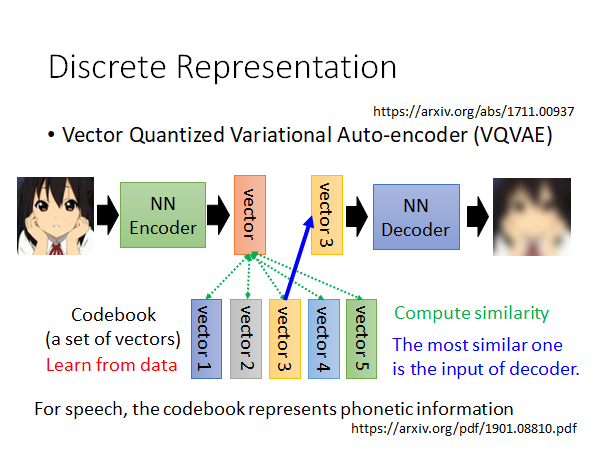 Discrete Representation
https://arxiv.org/abs/1711.00937
• Vector Quantized Variational Auto-encoder (VQVAE)
NN
Encoder
vector
vector 3
NN
Decoder
Codebook
(a set of vectors)
Learn from data
vector 1
vector 2
vector 3
vector 4
vector 5
Compute similarity
The most similar one
is the input of decoder.
For speech, the codebook represents phonetic information
https://arxiv.org/pdf/1901.08810.pdf